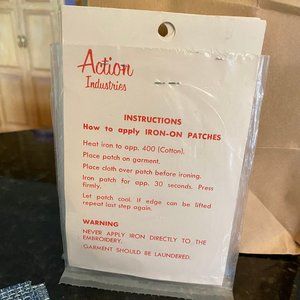 Action
Industries
INSTRUCTIONS
How to apply IRON-ON PATCHES
Heat iron to app. 400 (Cotton).
Place patch on garment.
Place cloth over patch before ironing.
Iron patch for app. 30 seconds. Press
firmly.
Let patch cool. If edge can be lifted
repeat last step again.
WARNING
NEVER APPLY IRON DIRECTLY TO THE
EMBROIDERY.
GARMENT SHOULD BE LAUNDERED.